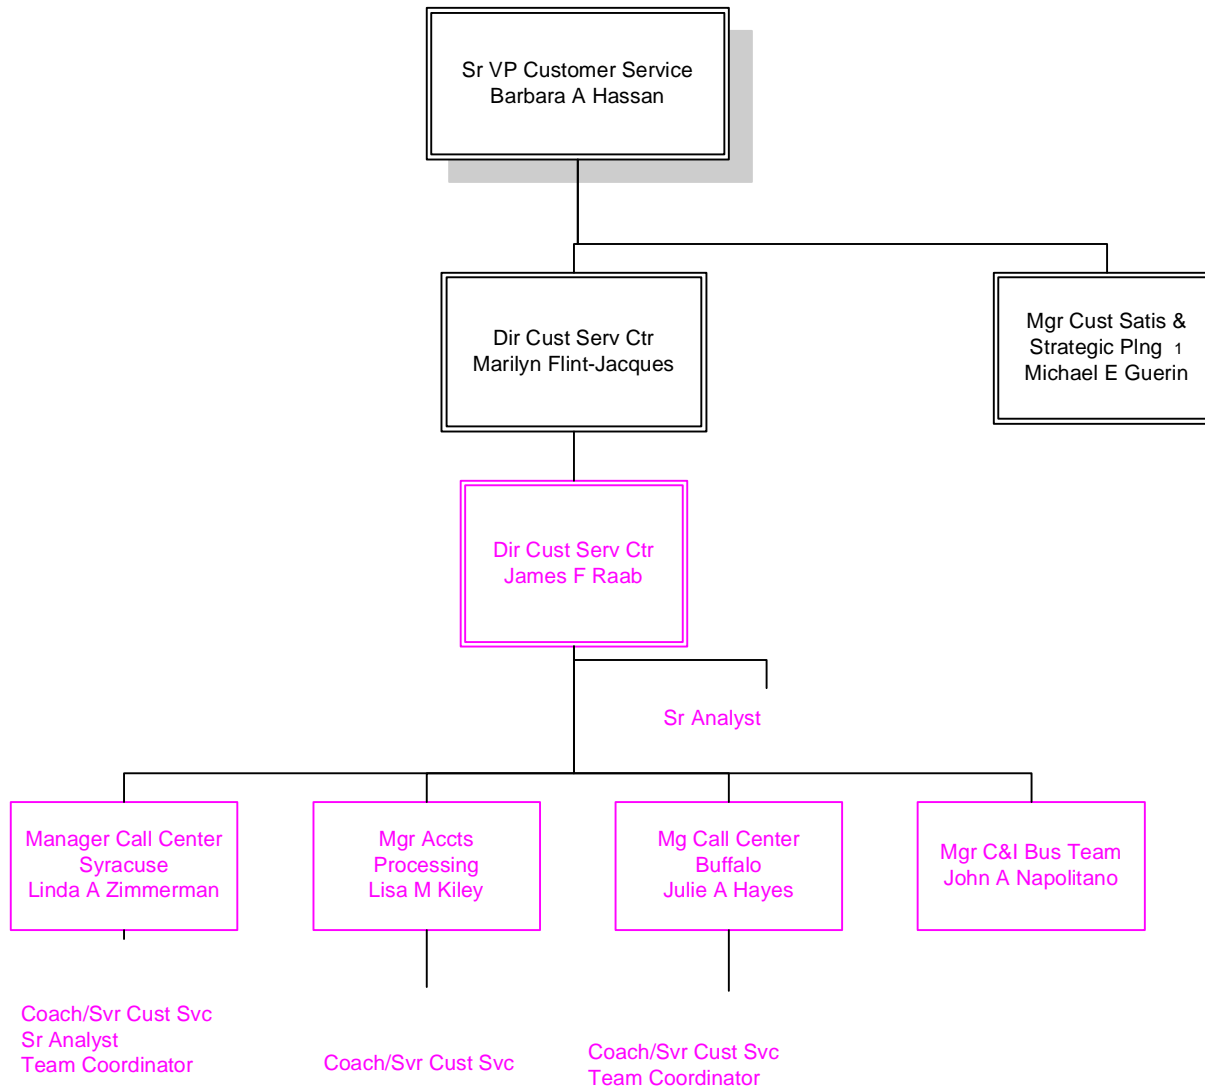 Sr VP Customer Service
Barbara A Hassan
Dir Cust Serv Ctr
Marilyn Flint-Jacques
Mgr Cust Satis &
Strategic Plng 1
Michael E Guerin
Dir Cust Serv Ctr
James F Raab
Sr Analyst
Manager Call Center
Syracuse
Linda A Zimmerman
Mgr Accts
Processing
Lisa M Kiley
Mg Call Center
Buffalo
Julie A Hayes
Mgr C&I Bus Team
John A Napolitano
Coach/Svr Cust Svc
Sr Analyst
Team Coordinator
Coach/Svr Cust Svc
Coach/Svr Cust Svc
Team Coordinator